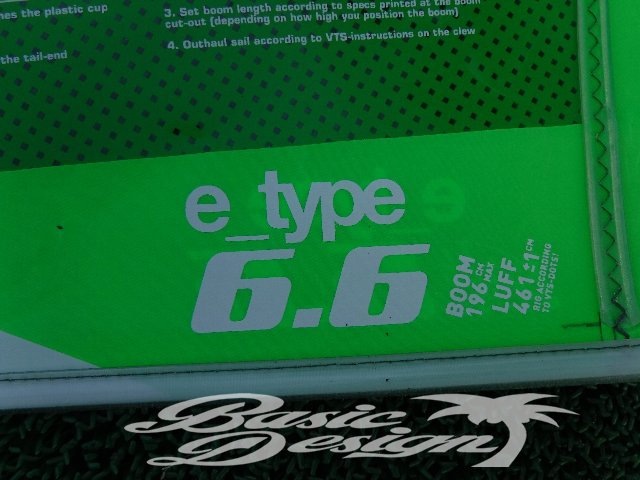 nes the plastic cup
3. Set boom length according to specs printed at the boom
cut-out (depending on how high you position the boom)
the tail-end
4. Outhaul sail according to VTS-instructions on the clew
e_type
6.6
BOOM
196 CM MAX
LUFF
461±1 CM
RIG ACCORDING
TO VTS-DOTS!
Basic
Design